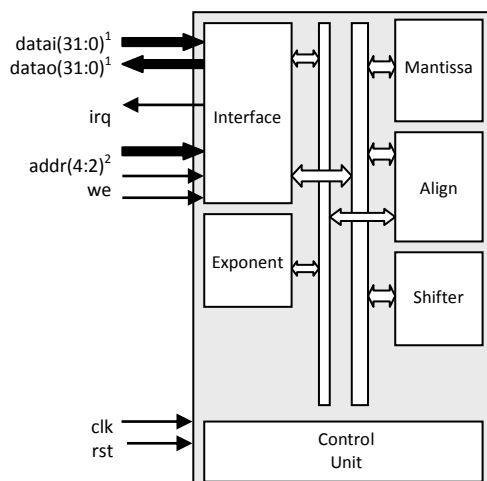 datai(31:0)¹
datao(31:0)¹
irq
addr(4:2)²
we
Interface
Exponent
Mantissa
Align
Shifter
clk
rst
Control
Unit